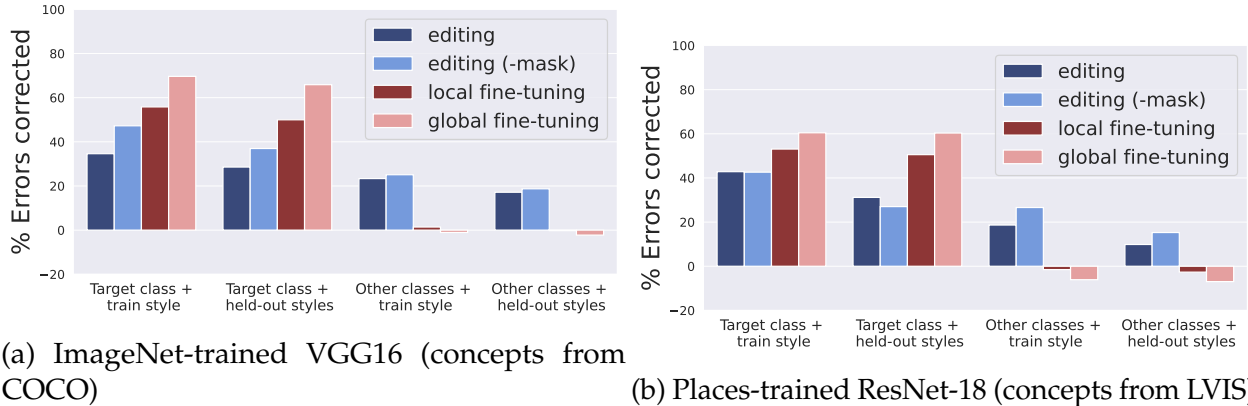 100
80
60
40
20
0
−20
% Errors corrected
editing
editing (-mask)
local fine-tuning
global fine-tuning
Target class +
train style
Target class +
held-out styles
Other classes +
train style
Other classes +
held-out styles
(a) ImageNet-trained VGG16 (concepts from
COCO)
100
80
60
40
20
0
−20
% Errors corrected
editing
editing (-mask)
local fine-tuning
global fine-tuning
Target class +
train style
Target class +
held-out styles
Other classes +
train style
Other classes +
held-out styles
(b) Places-trained ResNet-18 (concepts from LVIS)